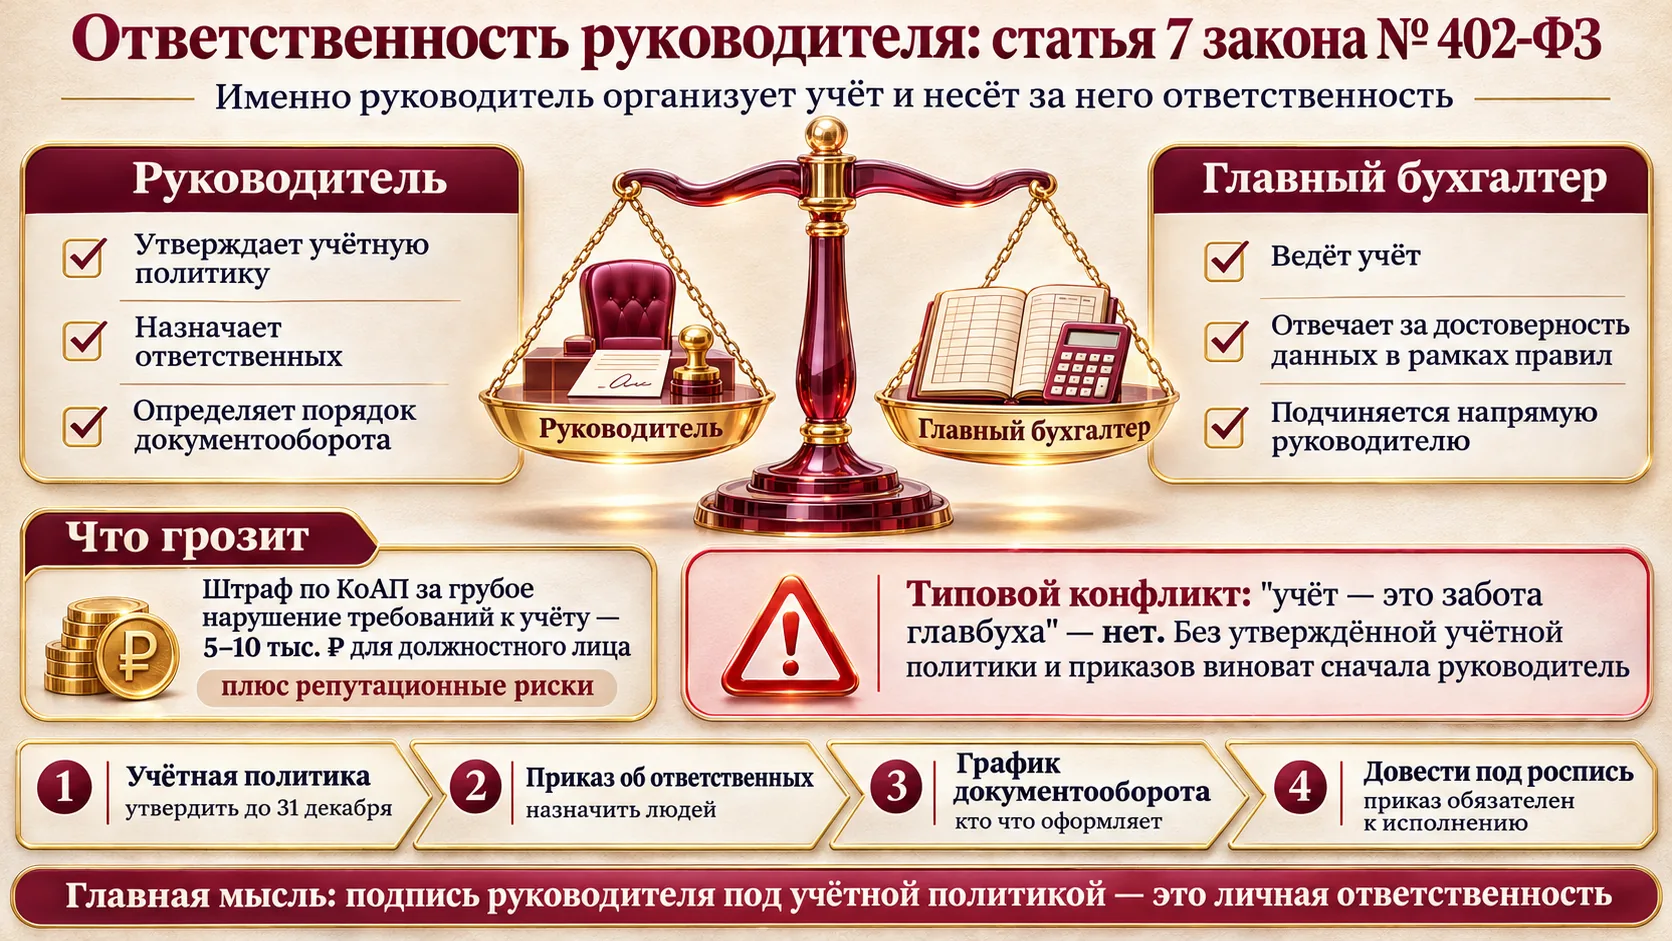 Ответственность руководителя: статья 7 закона № 402-ФЗ
Именно руководитель организует учёт и несёт за него ответственность
Руководитель
Утверждает учётную
политику
Назначает
ответственных
Определяет порядок
документооборота
Руководитель
Главный бухгалтер
Главный бухгалтер
Ведёт учёт
Отвечает за достоверность
данных в рамках правил
Подчиняется напрямую
руководителю
Что грозит
Штраф по КоАП за грубое
нарушение требований к учёту —
5–10 тыс. ₽ для должностного лица
плюс репутационные риски
Типовой конфликт: "учёт — это забота
главбуха" — нет. Без утверждённой учётной
политики и приказов виноват сначала руководитель
1
Учётная политика
утвердить до 31 декабря
2
Приказ об ответственных
назначить людей
3
График
документооборота
кто что оформляет
4
Довести под роспись
приказ обязателен
к исполнению
Главная мысль: подпись руководителя под учётной политикой — это личная ответственность